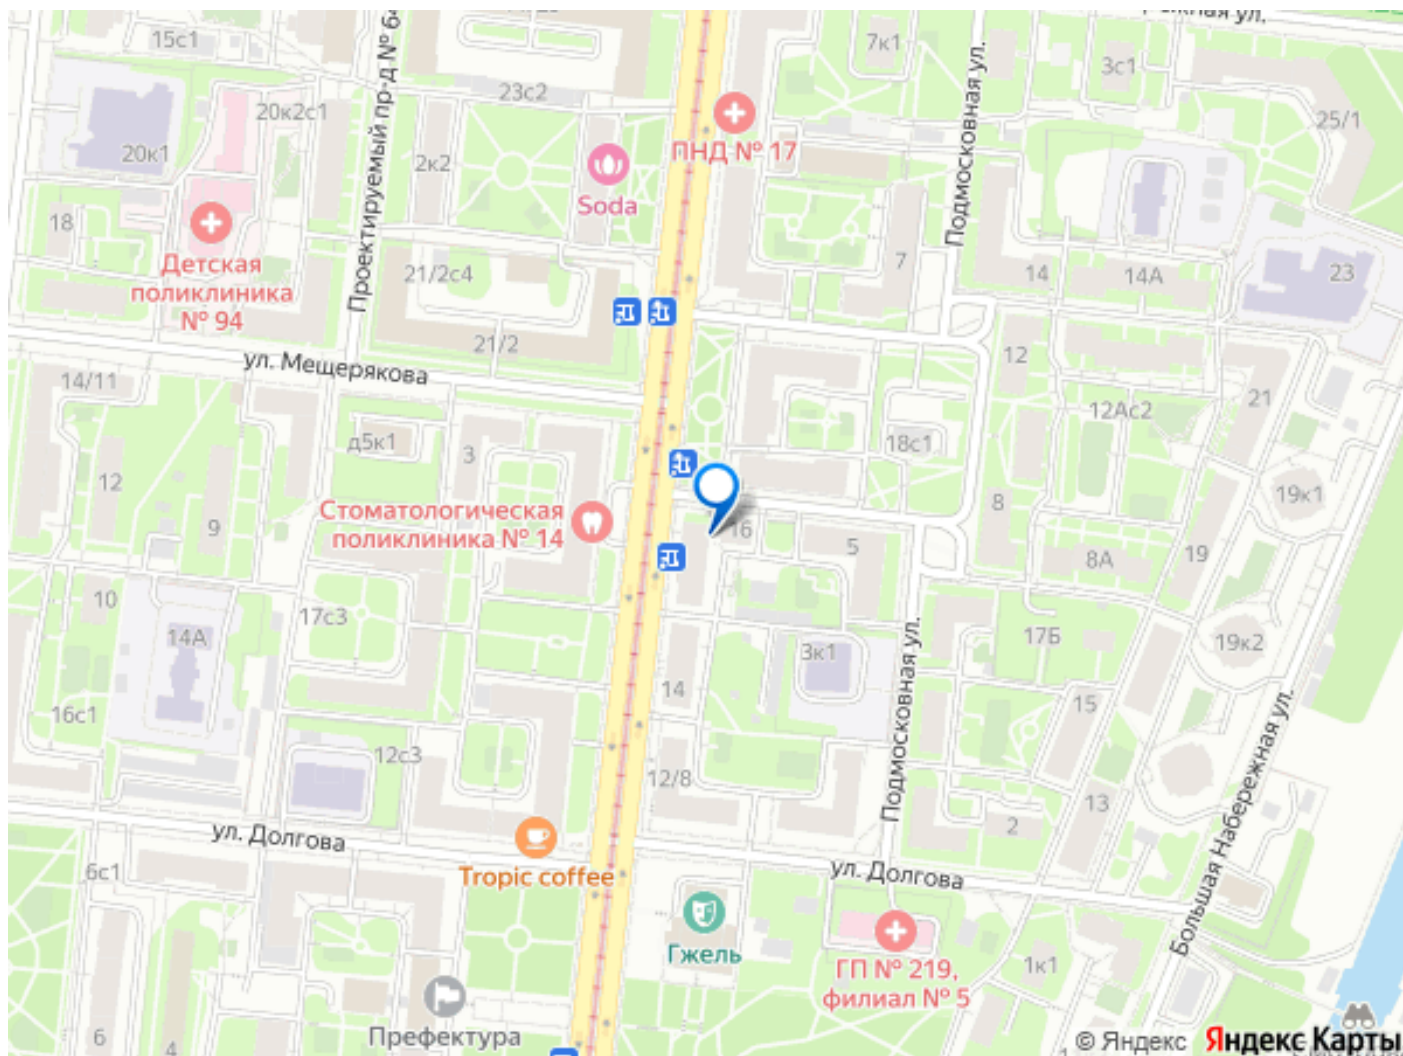 15с1
Проектируемый пр-д № 6
23с2
7к1
Подмосковная ул.
3с1
25/1
20к2с1
20к1
2к2
ПНД № 17
Soda
18
Детская
поликлиника
№ 94
21/2с4
7
14
14А
23
21/2
ул. Мещерякова
12
14/11
12Ас2
21
д5к1
3
18с1
12
9
Стоматологическая
поликлиника № 14
16
5
8
19к1
8А
19
10
14А
17с3
17Б
19к2
3к1
Подмосковная ул.
14
15
16с1
12с3
12/8
13
2
Большая Набережная ул.
ул. Долгова
6с1
Tropic coffee
ул. Долгова
Гжель
ГП № 219,
филиал № 5
1к1
Префектура
6
4
© Яндекс Яндекс Карты